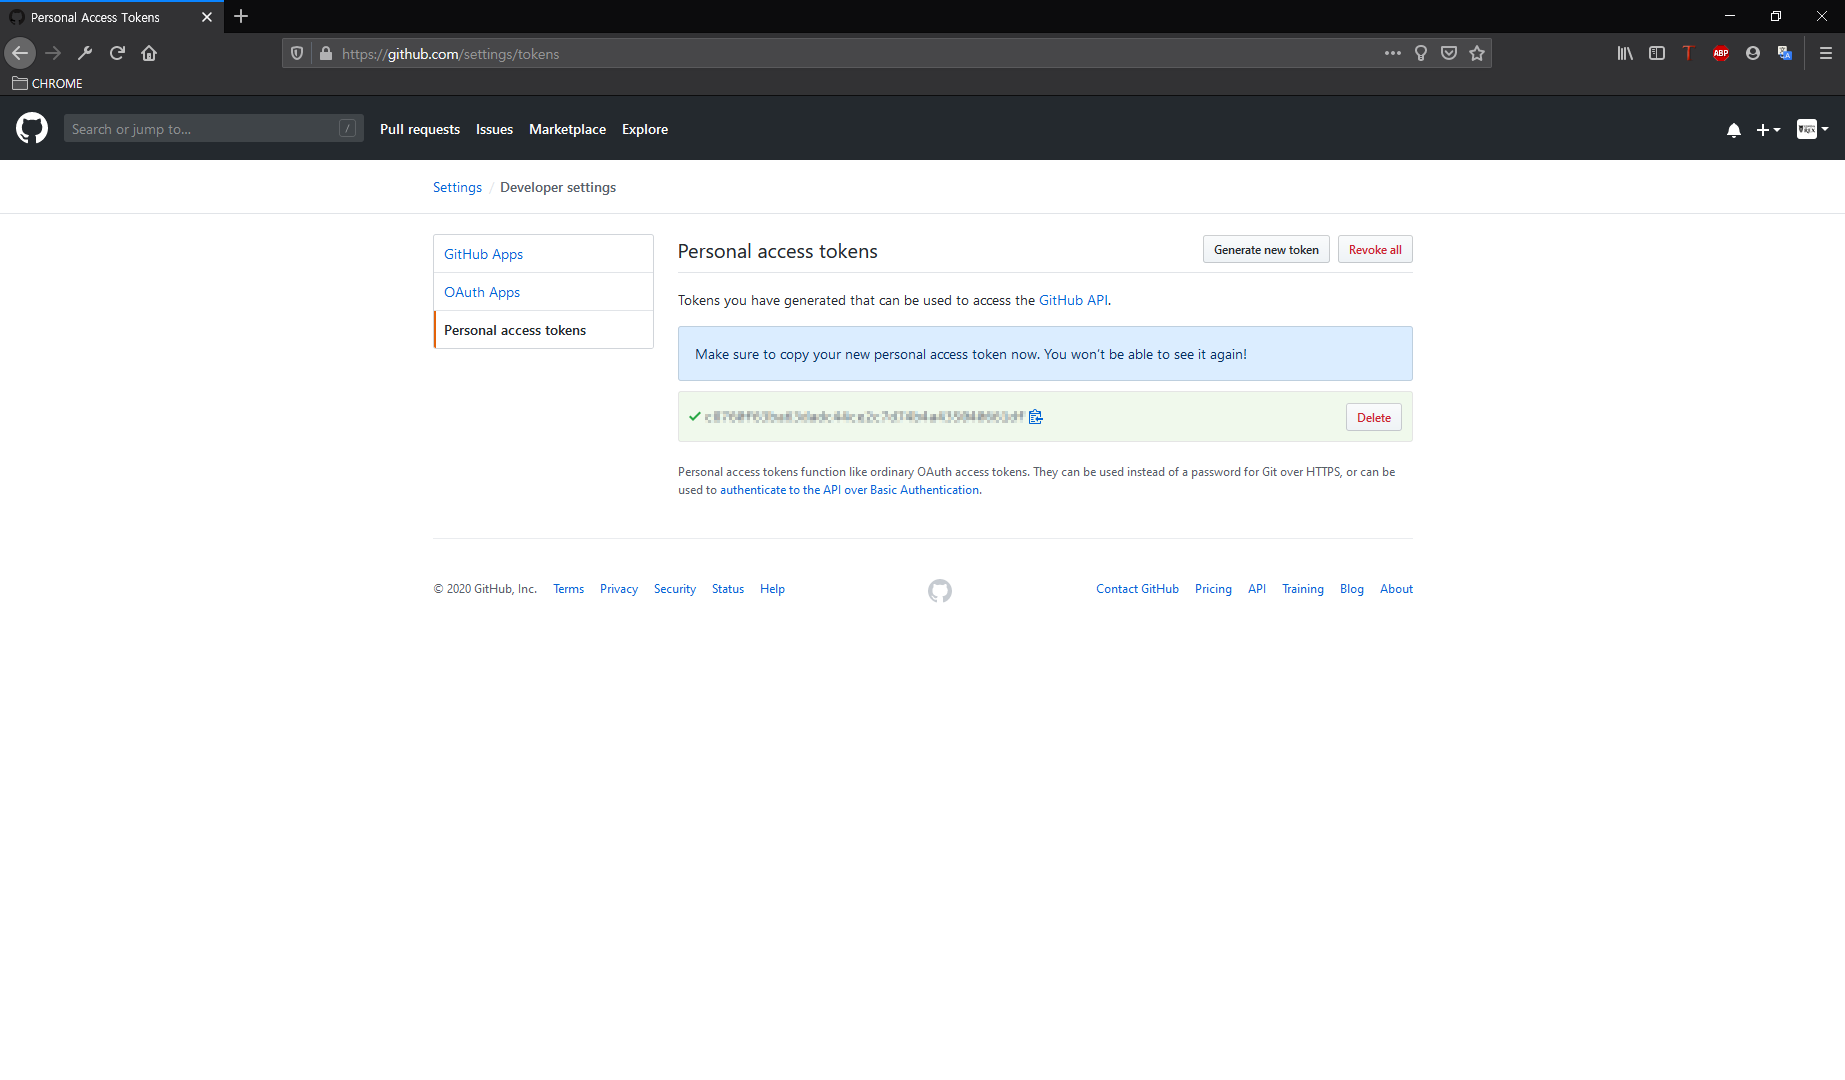 Personal Access Tokens
https://github.com/settings/tokens
ABP
CHROME
Search or jump to... /
Pull requests Issues Marketplace Explore
Settings / Developer settings
GitHub Apps
OAuth Apps
Personal access tokens
Personal access tokens
Generate new token Revoke all
Tokens you have generated that can be used to access the GitHub API.
Make sure to copy your new personal access token now. You won't be able to see it again!
Delete
Personal access tokens function like ordinary OAuth access tokens. They can be used instead of a password for Git over HTTPS, or can be
used to authenticate to the API over Basic Authentication.
© 2020 GitHub, Inc. Terms Privacy Security Status Help
Contact GitHub Pricing API Training Blog About